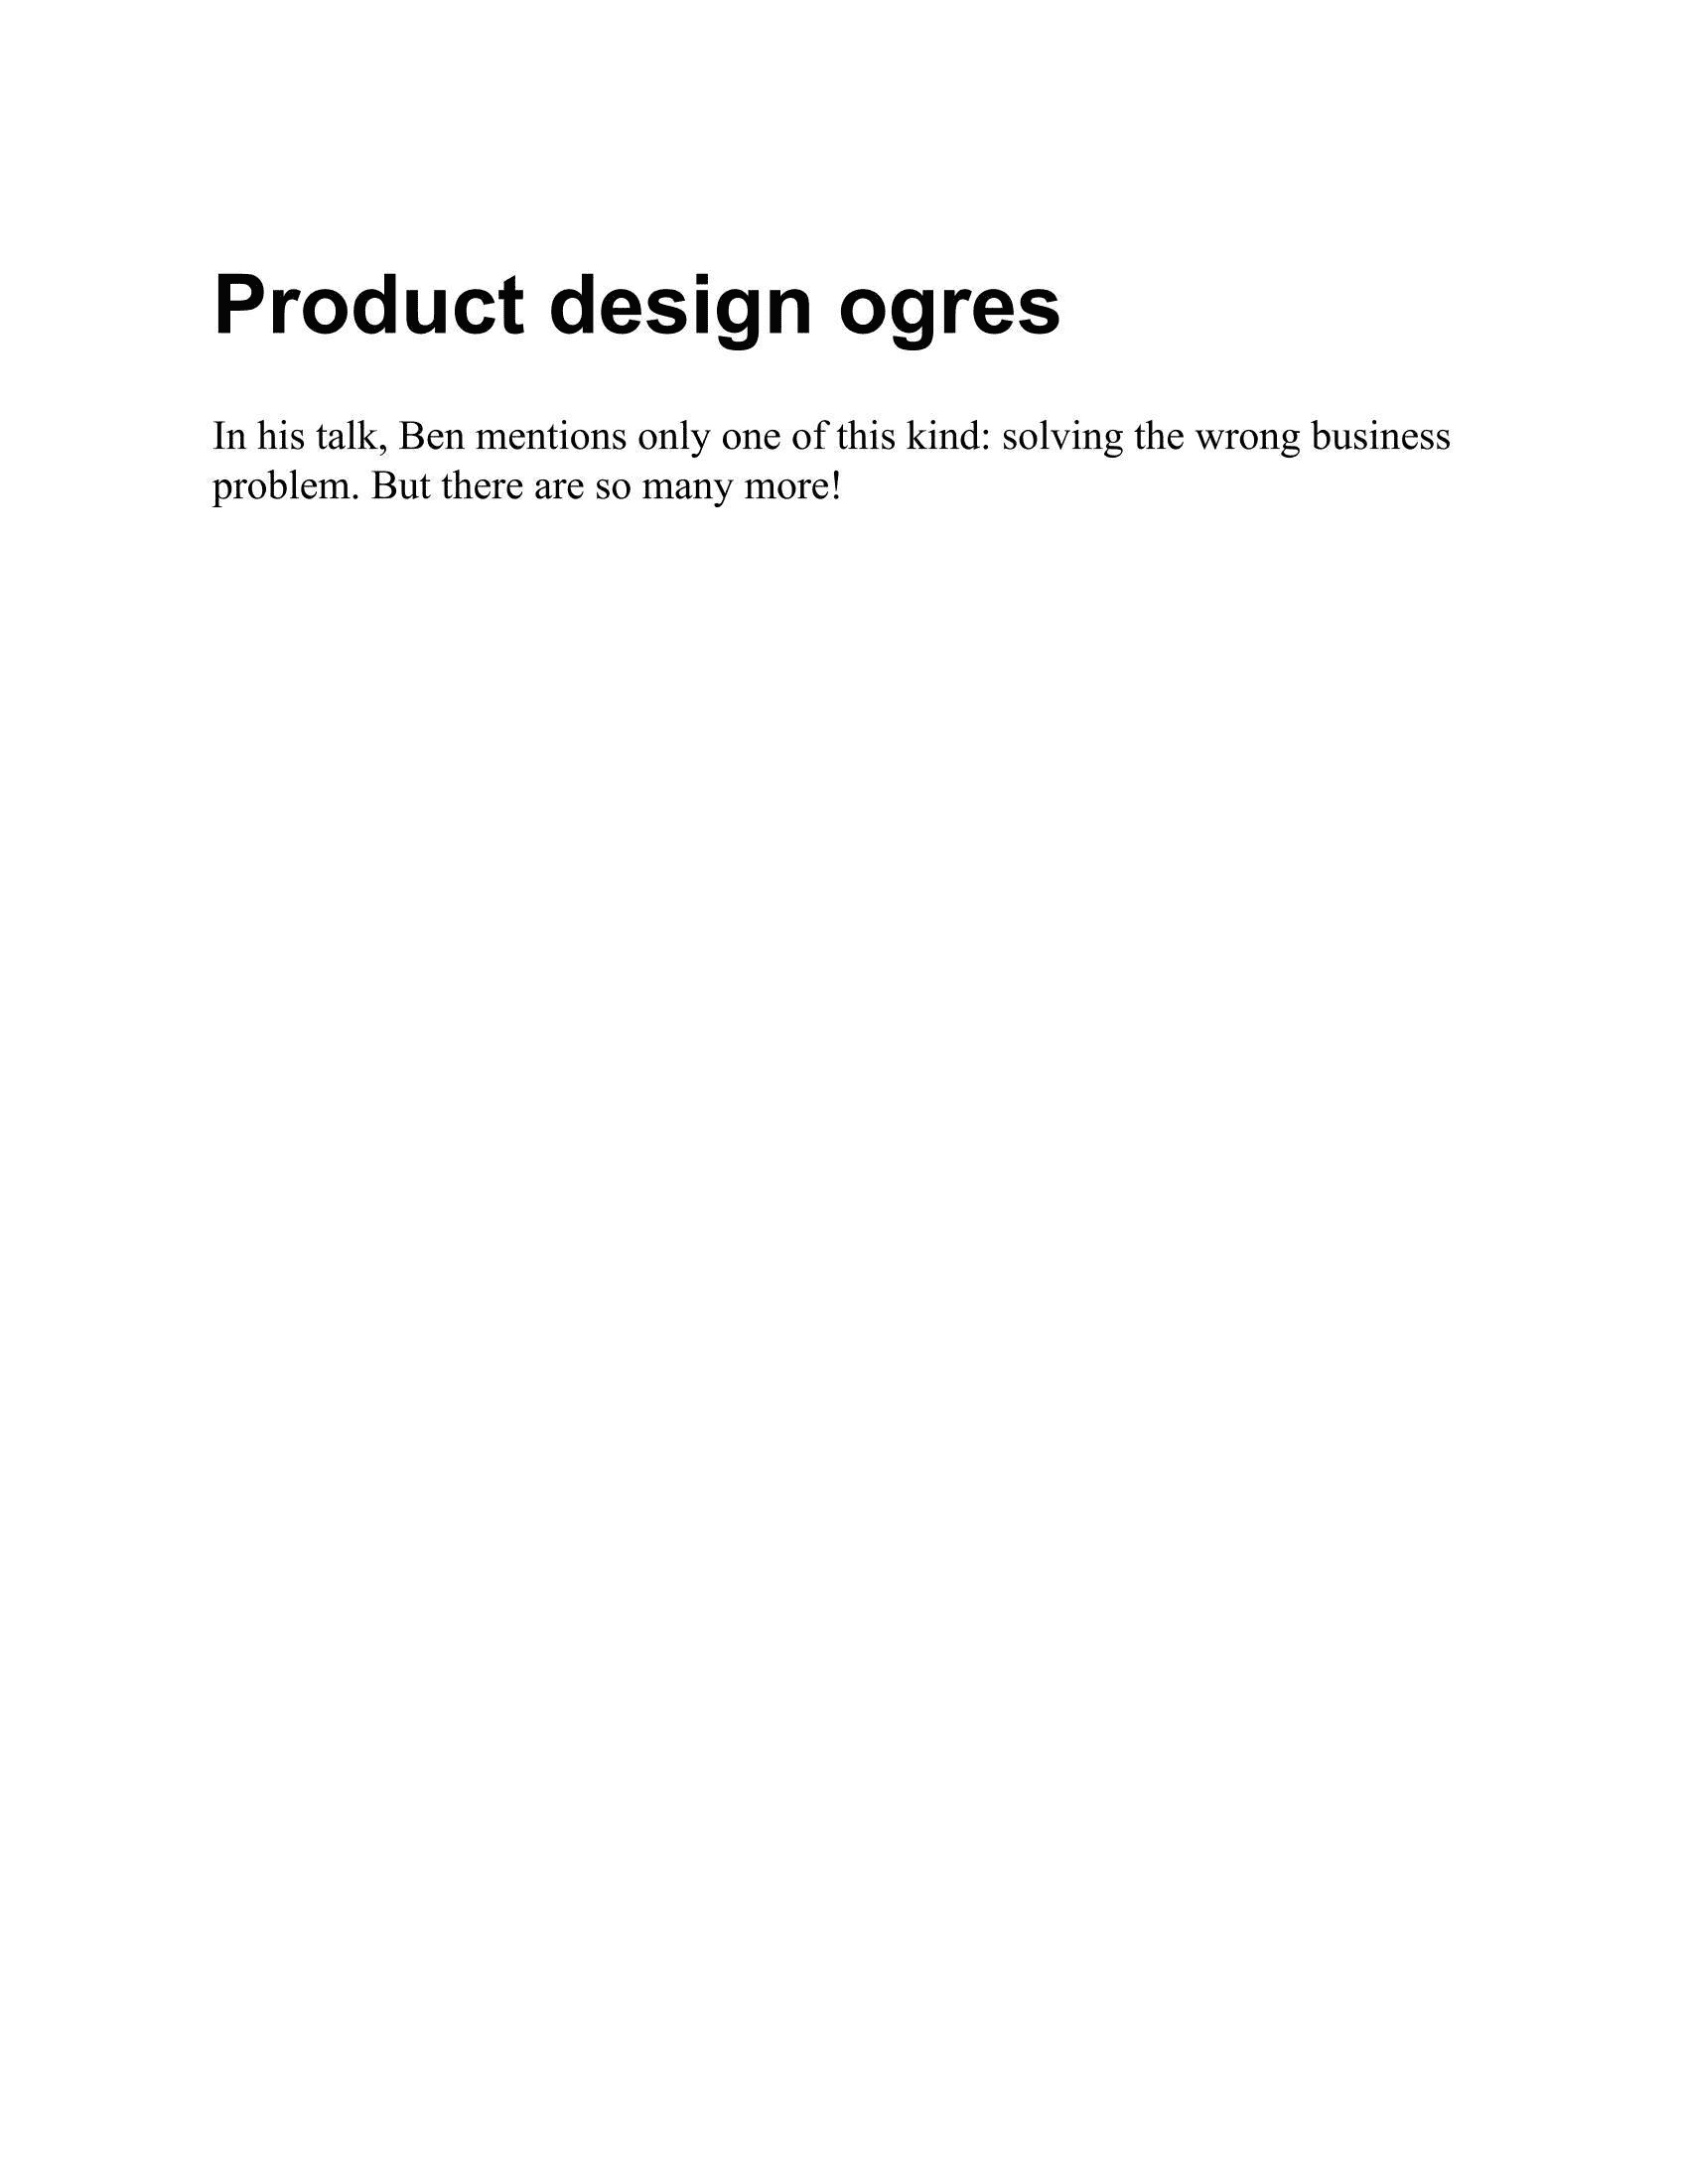 Product design ogres
In his talk, Ben mentions only one of this kind: solving the wrong business
problem. But there are so many more!